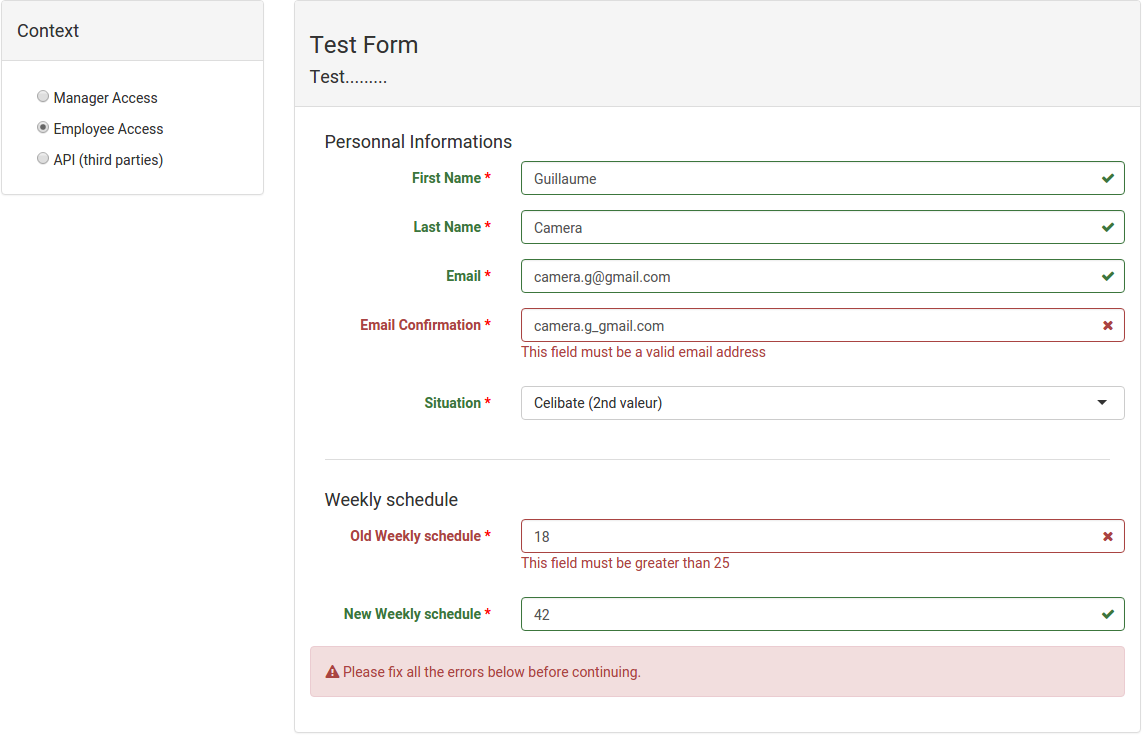 Context
Manager Access
Employee Access
API (third parties)
Test Form
Test.........
Personnal Informations
First Name * Guillaume
Last Name * Camera
Email * camera.g@gmail.com
Email Confirmation * camera.g_gmail.com
This field must be a valid email address
Situation * Celibate (2nd valeur)
Weekly schedule
Old Weekly schedule * 18
This field must be greater than 25
New Weekly schedule * 42
Please fix all the errors below before continuing.